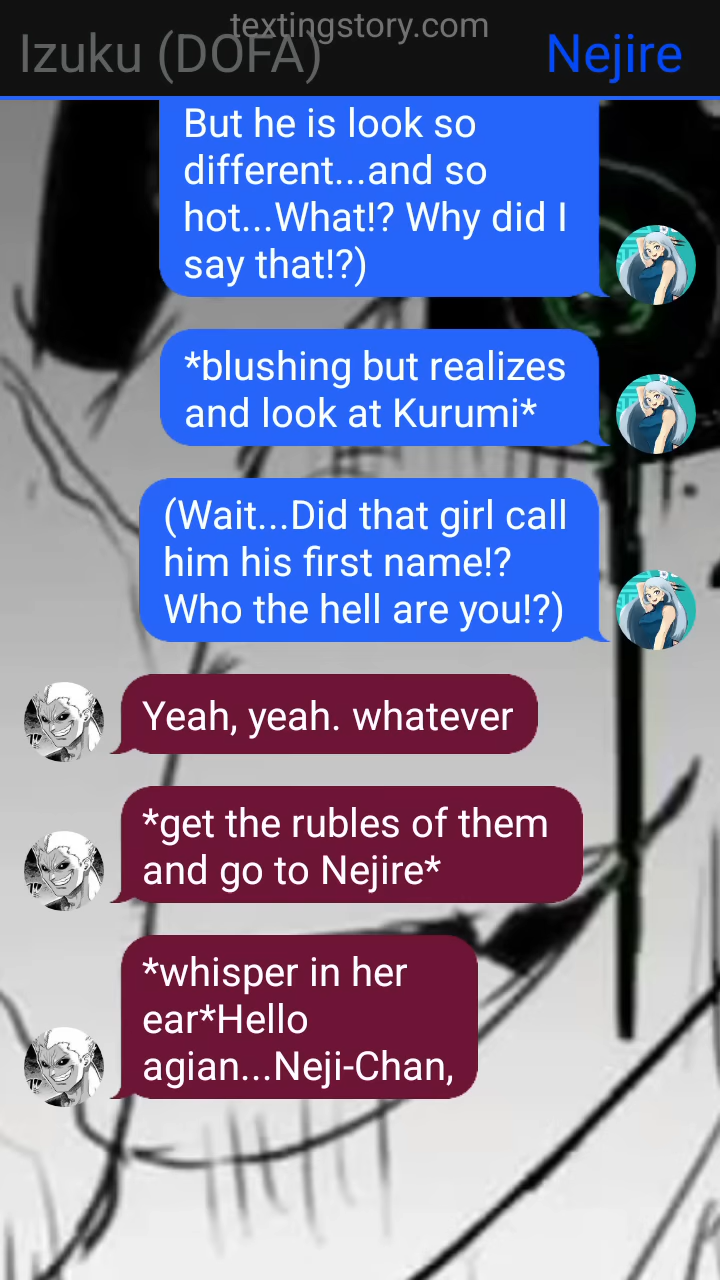 textingstory.com
Izuku (DOFA)
Nejire
But he is look so
different...and so
hot...What!? Why did I
say that!?)
*blushing but realizes
and look at Kurumi*
(Wait...Did that girl call
him his first name!?
Who the hell are you!?)
Yeah, yeah. whatever
*get the rubles of them
and go to Nejire*
*whisper in her
ear*Hello
agian...Neji-Chan,